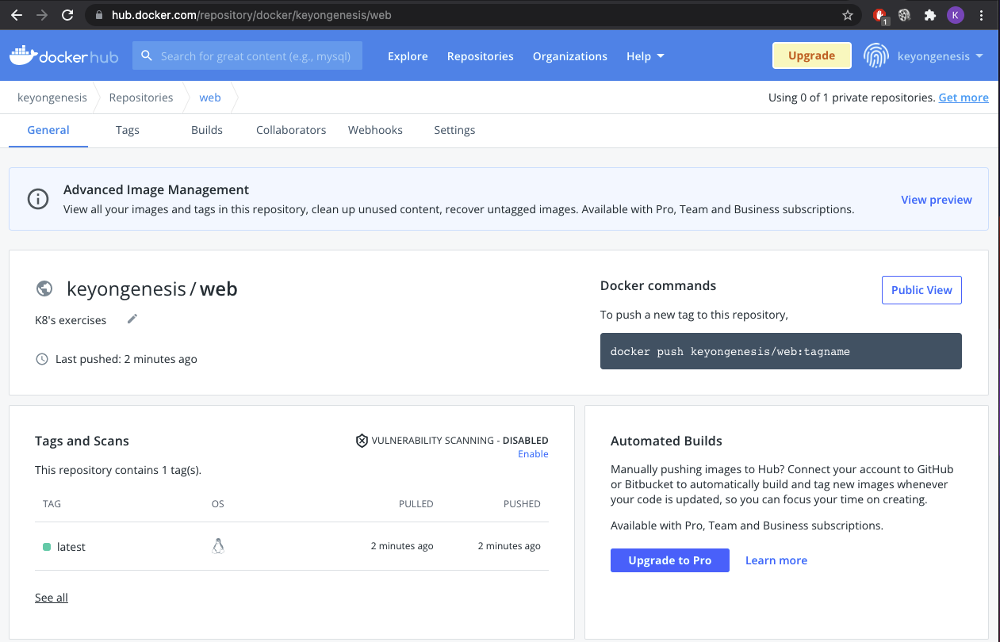 hub.docker.com/repository/docker/keyongenesis/web
1
K
docker hub
Search for great content (e.g., mysql)
Explore
Repositories
Organizations
Help
Upgrade
keyongenesis
keyongenesis
Repositories
web
Using 0 of 1 private repositories. Get more
General
Tags
Builds
Collaborators
Webhooks
Settings
Advanced Image Management
View all your images and tags in this repository, clean up unused content, recover untagged images. Available with Pro, Team and Business subscriptions.
View preview
keyongenesis / web
K8's exercises
Last pushed: 2 minutes ago
Docker commands
Public View
To push a new tag to this repository,
docker push keyongenesis/web:tagname
Tags and Scans
VULNERABILITY SCANNING - DISABLED
Enable
This repository contains 1 tag(s).
TAG OS PULLED PUSHED
latest 2 minutes ago 2 minutes ago
See all
Automated Builds
Manually pushing images to Hub? Connect your account to GitHub
or Bitbucket to automatically build and tag new images whenever
your code is updated, so you can focus your time on creating.
Available with Pro, Team and Business subscriptions.
Upgrade to Pro
Learn more